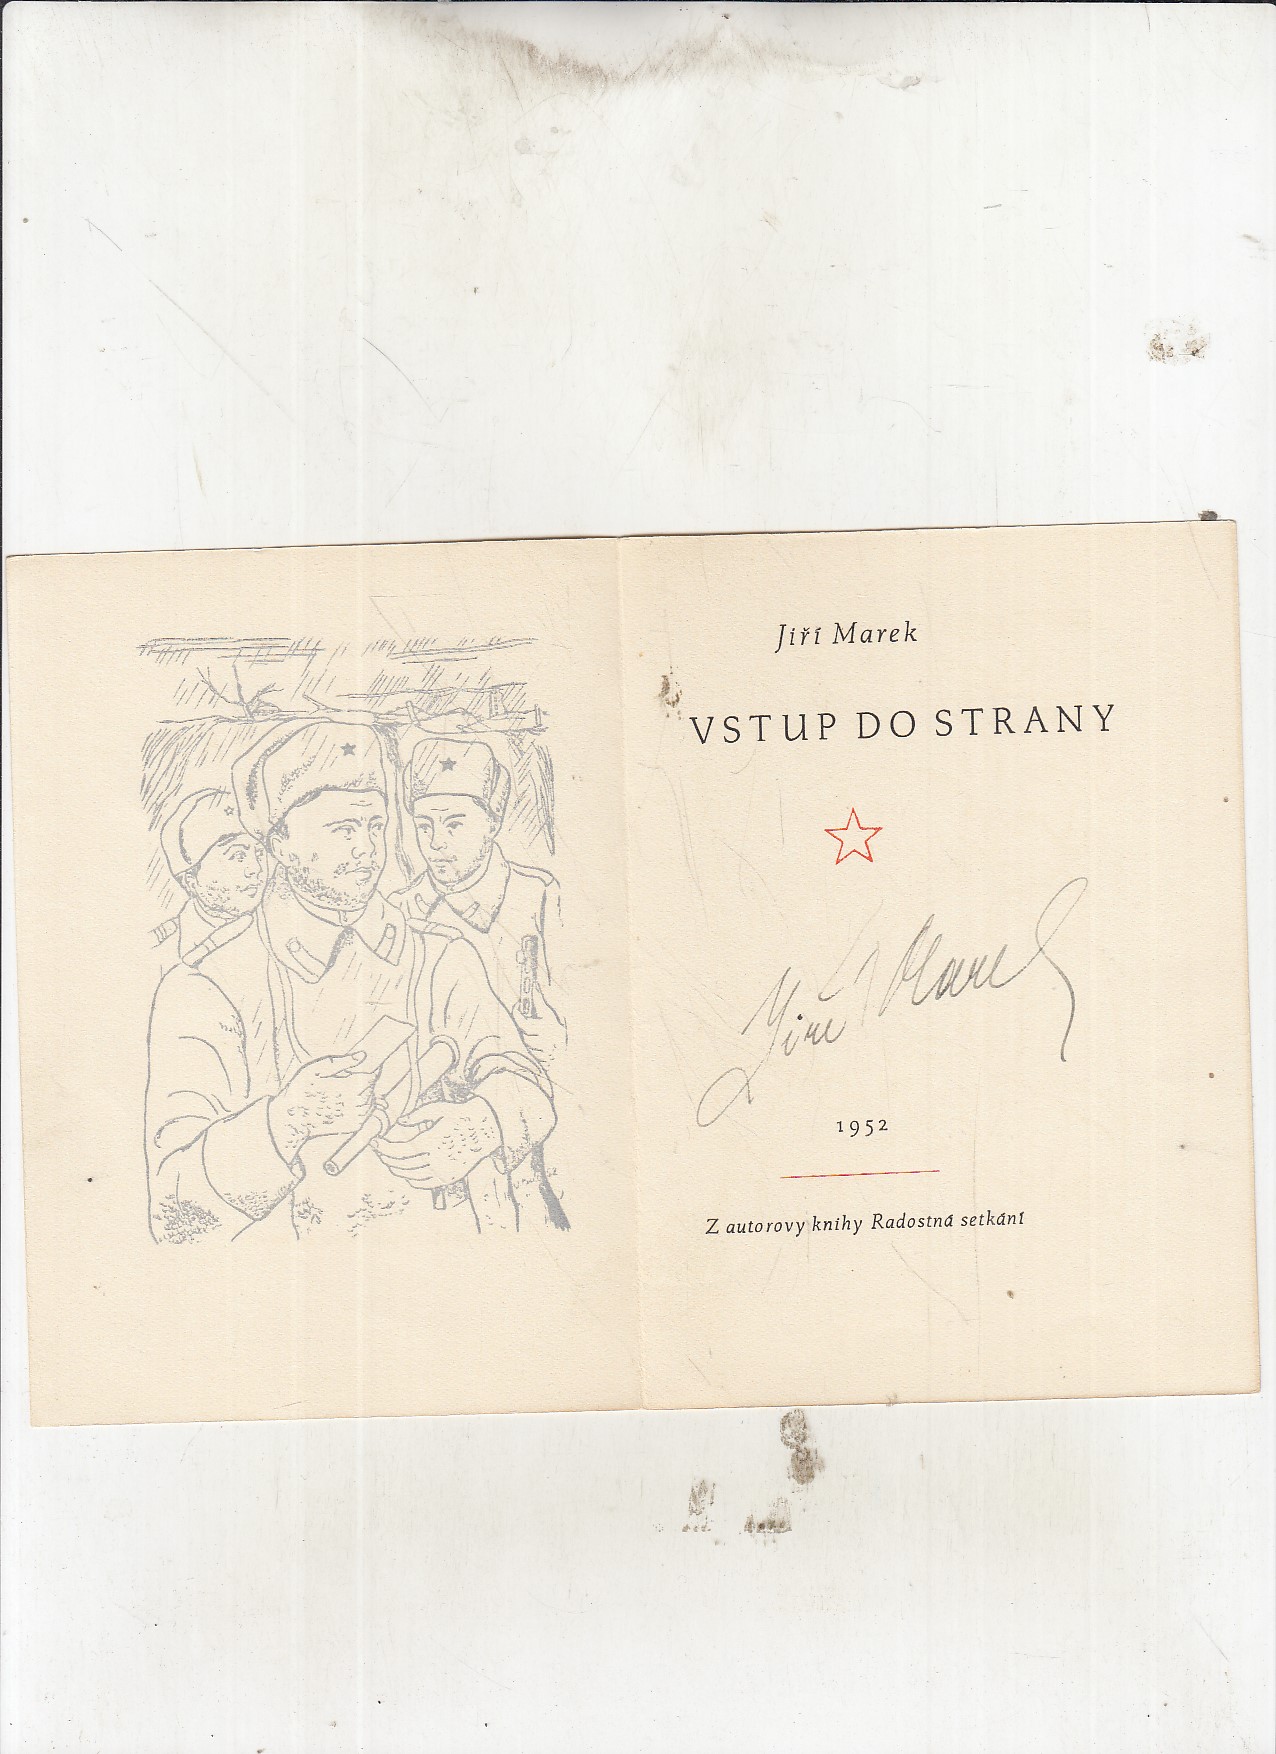 Jiří Marek
VSTUP DO STRANY
Jiří Marek
1952
Z autorovy knihy Radostná setkání